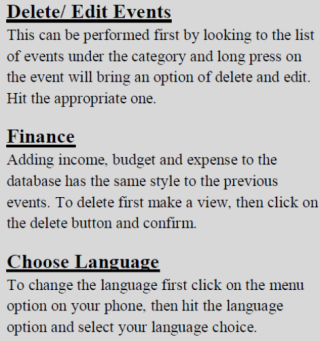 Delete/ Edit Events
This can be performed first by looking to the list
of events under the category and long press on
the event will bring an option of delete and edit.
Hit the appropriate one.
Finance
Adding income, budget and expense to the
database has the same style to the previous
events. To delete first make a view, then click on
the delete button and confirm.
Choose Language
To change the language first click on the menu
option on your phone, then hit the language
option and select your language choice.